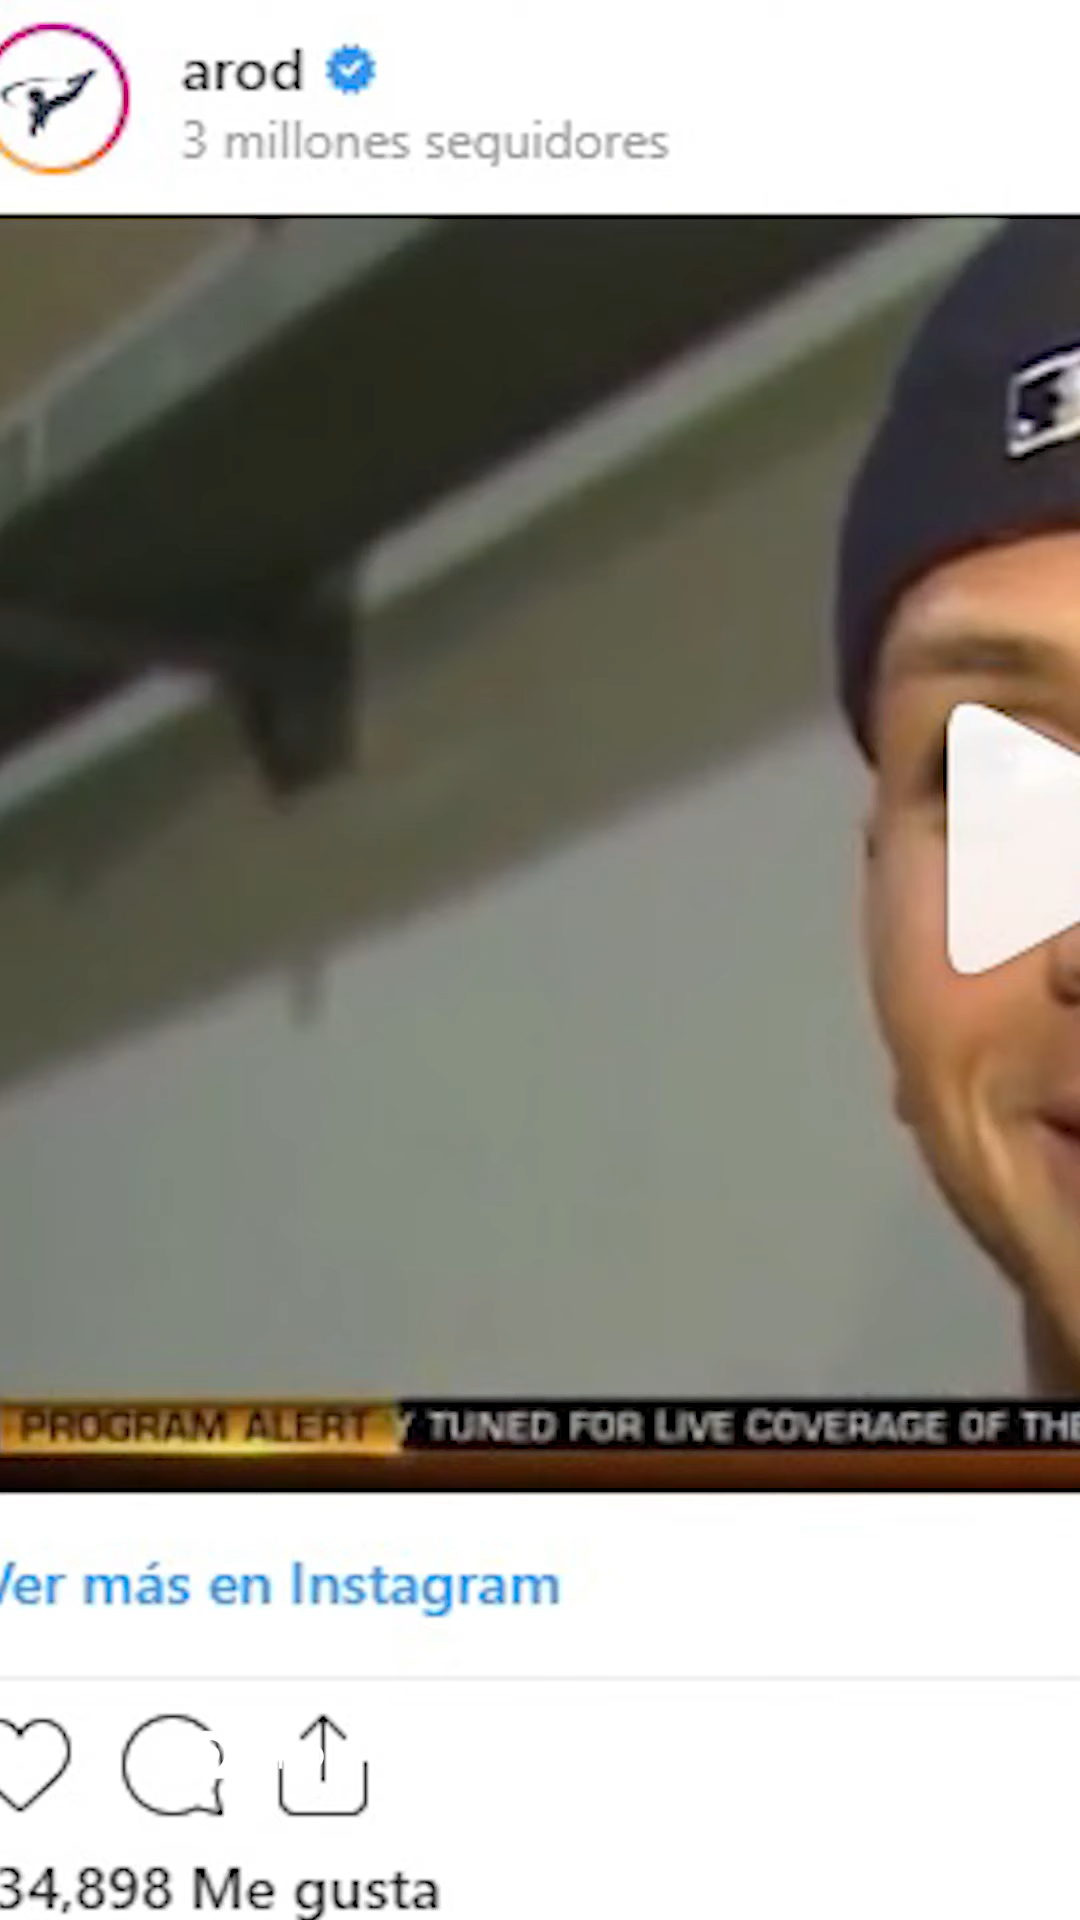 arod
3 millones seguidores
PROGRAM ALERT Y TUNED FOR LIVE COVERAGE OF THE
Ver más en Instagram
34,898 Me gusta